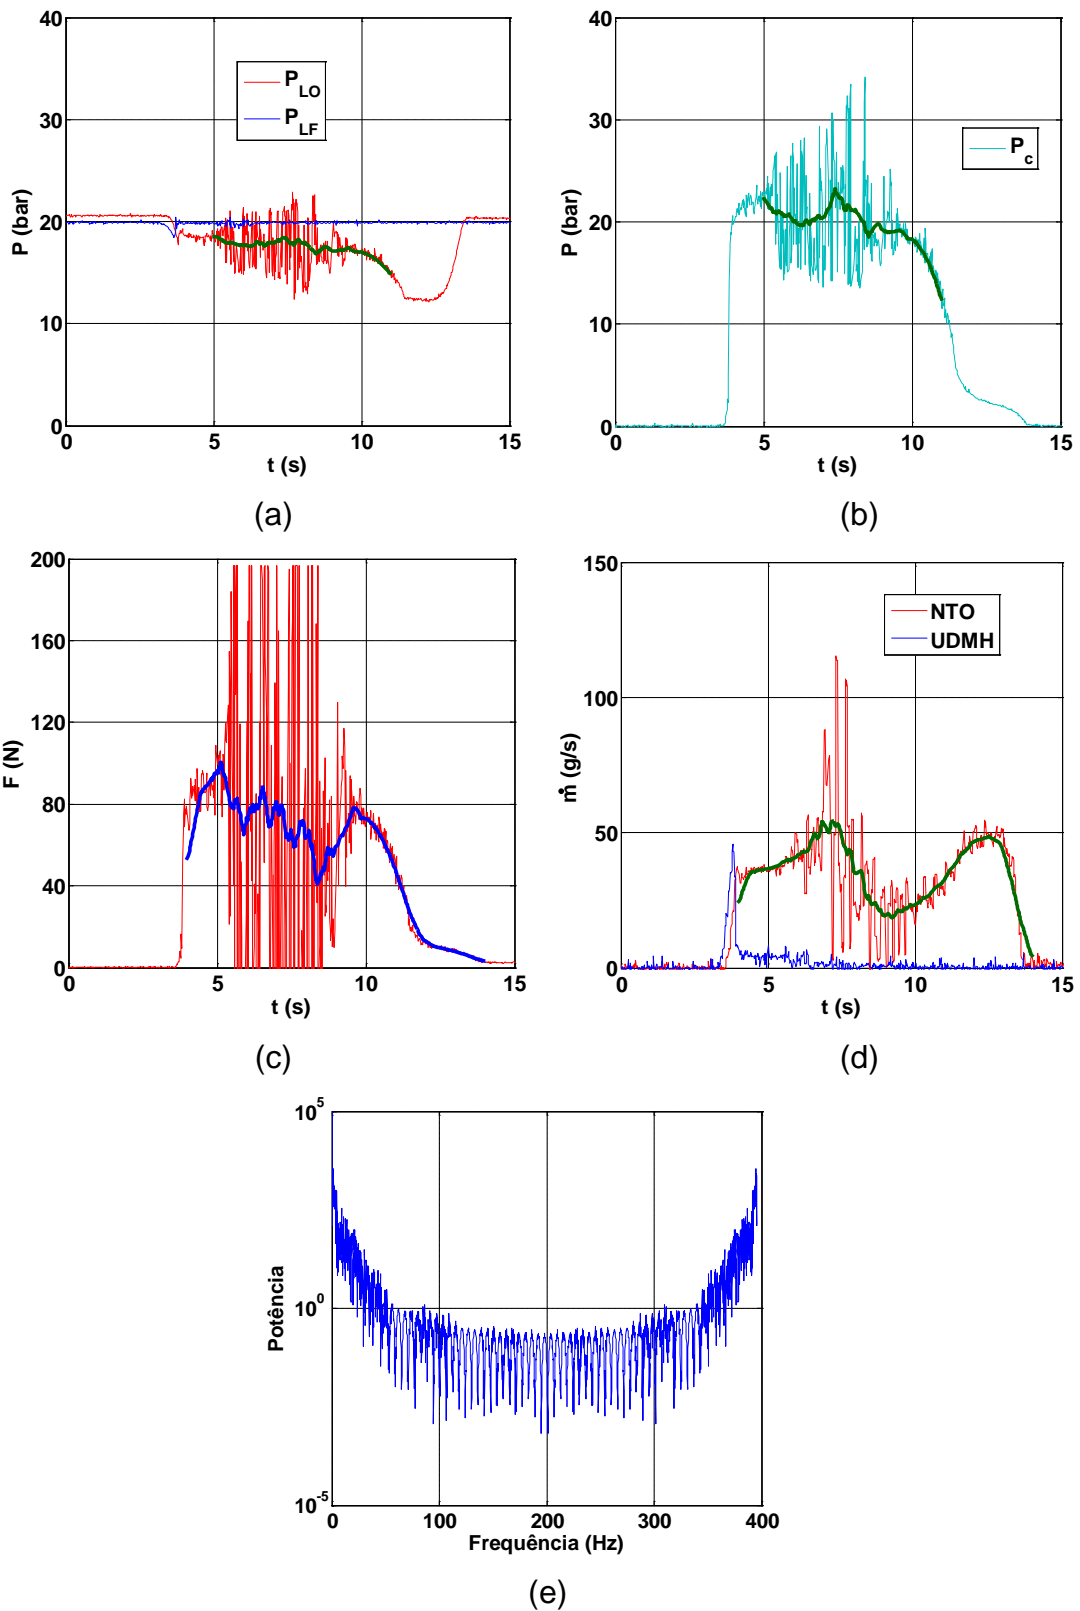 40
30
20
10
0
P (bar)
P_LO
P_LF
0 5 10 15
t (s)
(a)
40
30
20
10
0
P (bar)
P_c
0 5 10 15
t (s)
(b)
200
160
120
80
40
0
F (N)
0 5 10 15
t (s)
(c)
150
100
50
0
ṁ (g/s)
NTO
UDMH
0 5 10 15
t (s)
(d)
10^5
10^0
10^-5
Potência
0 100 200 300 400
Frequência (Hz)
(e)